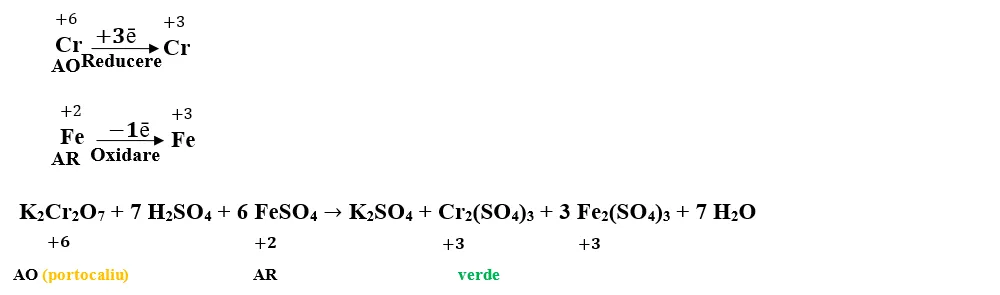 +6 +3
Cr +3ē Cr
AO Reducere
+2 +3
Fe −1ē Fe
AR Oxidare
K₂Cr₂O₇ + 7 H₂SO₄ + 6 FeSO₄ → K₂SO₄ + Cr₂(SO₄)₃ + 3 Fe₂(SO₄)₃ + 7 H₂O
+6 +2 +3 +3
AO (portocaliu) AR verde